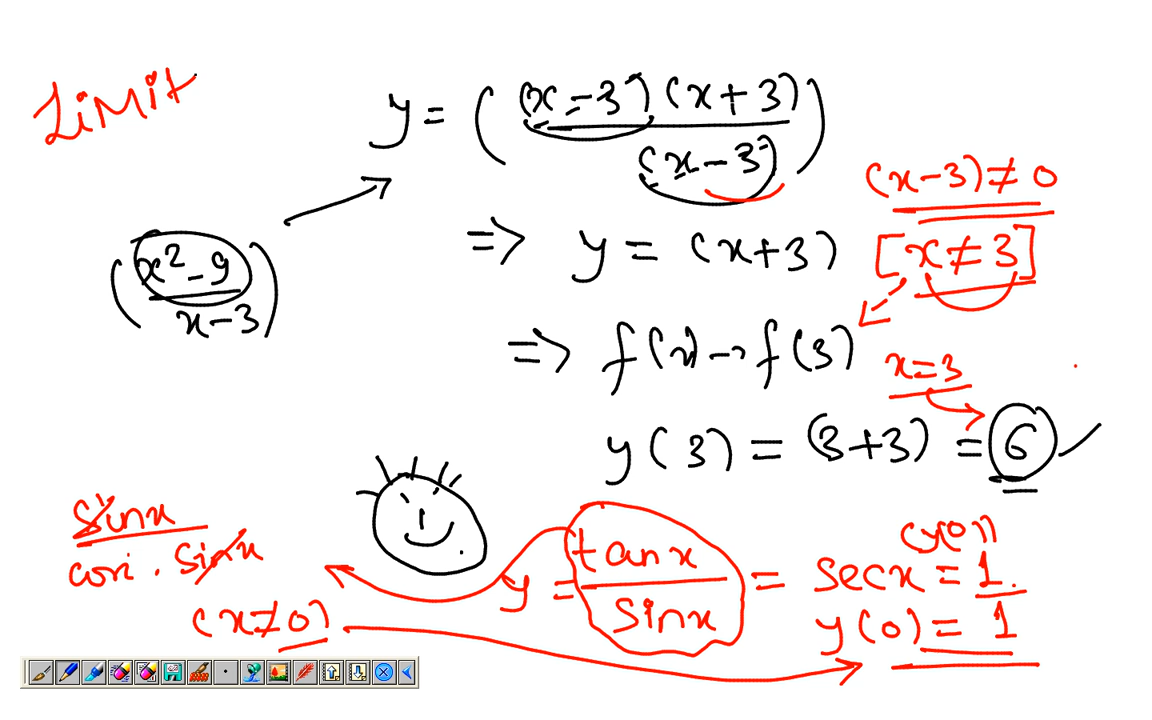 LiMit
y = ( (x-3) (x+3) / (x-3) )
(x-3) ≠ 0
( x² - 9 / x-3 )
=> y = (x+3) [x≠3]
=> f(x) → f(3)
x=3
y(3) = (3+3) = 6 ✓
sinx / . sinx
(x≠0)
y = tanx / sinx = secx = 1.
y(0) = 1